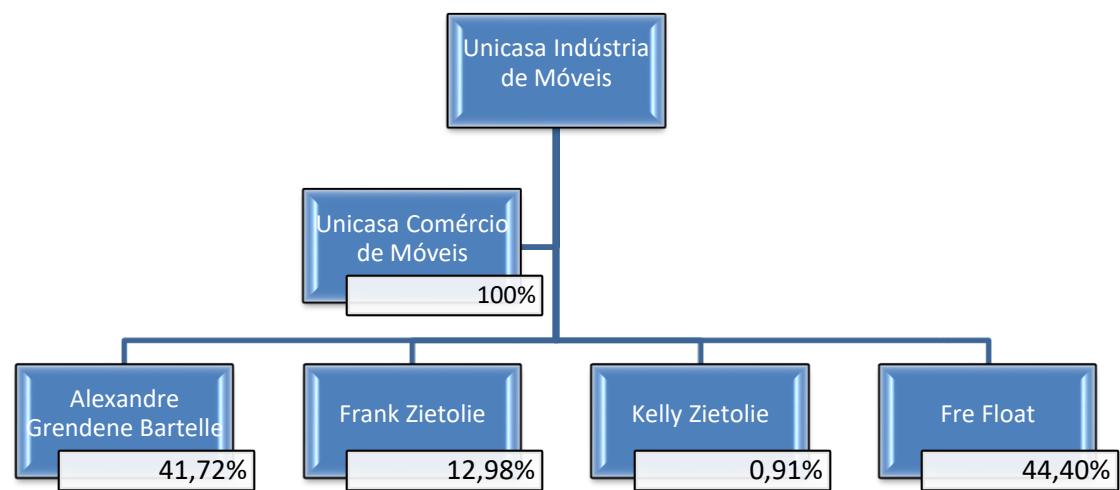 Unicasa Indústria
de Móveis
Unicasa Comércio
de Móveis
100%
Alexandre
Grendene Bartelle
41,72%
Frank Zietolie
12,98%
Kelly Zietolie
0,91%
Fre Float
44,40%